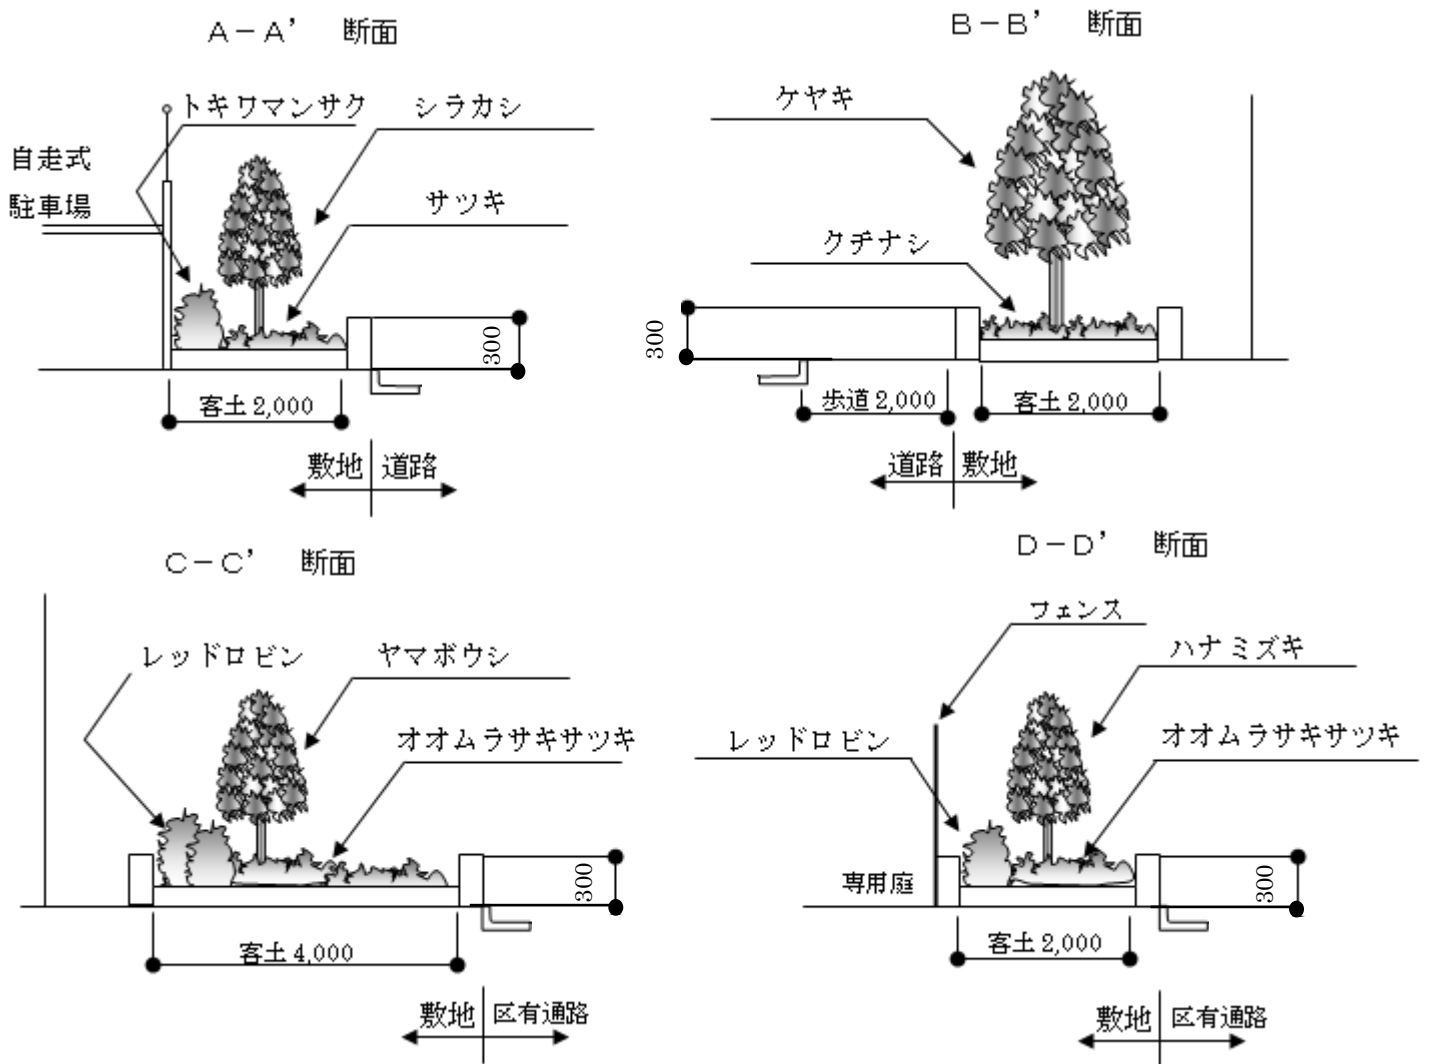 A-A’ 断面
トキワマンサク
シラカシ
自走式
駐車場
サツキ
300
客土2,000
敷地
道路
B-B’ 断面
ケヤキ
クチナシ
300
歩道2,000
客土2,000
道路
敷地
C-C’ 断面
レッドロビン
ヤマボウシ
オオムラサキサツキ
300
客土4,000
敷地
区有通路
D-D’ 断面
フェンス
ハナミズキ
レッドロビン
オオムラサキサツキ
専用庭
300
客土2,000
敷地
区有通路